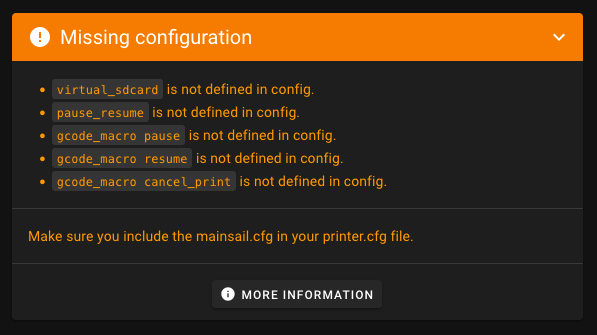 Missing configuration
virtual_sdcard is not defined in config.
pause_resume is not defined in config.
gcode_macro pause is not defined in config.
gcode_macro resume is not defined in config.
gcode_macro cancel_print is not defined in config.
Make sure you include the mainsail.cfg in your printer.cfg file.
MORE INFORMATION